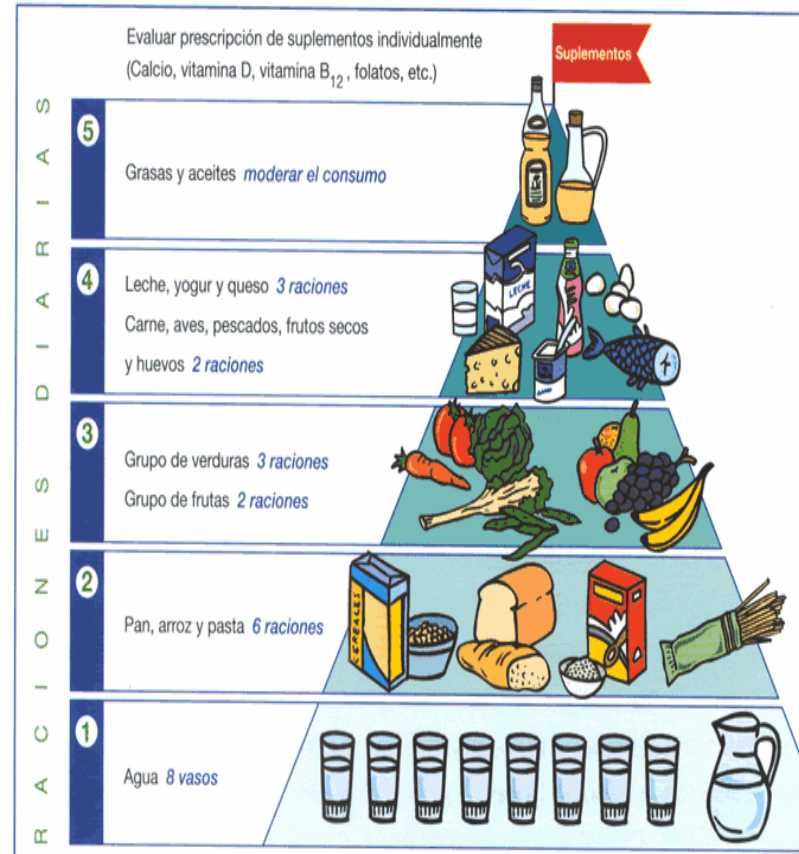 Evaluar prescripción de suplementos individualmente
(Calcio, vitamina D, vitamina B12, folatos, etc.)
Suplementos
RACIONES DIARIAS
5
Grasas y aceites moderar el consumo
4
Leche, yogur y queso 3 raciones
Carne, aves, pescados, frutos secos
y huevos 2 raciones
LECHE
3
Grupo de verduras 3 raciones
Grupo de frutas 2 raciones
2
Pan, arroz y pasta 6 raciones
CEREALES
1
Agua 8 vasos